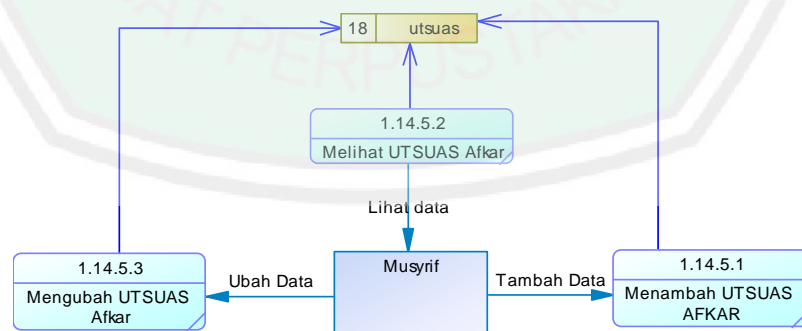 18 utsuas
PERPUSTAK
1.14.5.2
Melihat UTSUAS Afkar
Lihat data
1.14.5.3
Mengubah UTSUAS
Afkar
Ubah Data
Musyrif
Tambah Data
1.14.5.1
Menambah UTSUAS
AFKAR